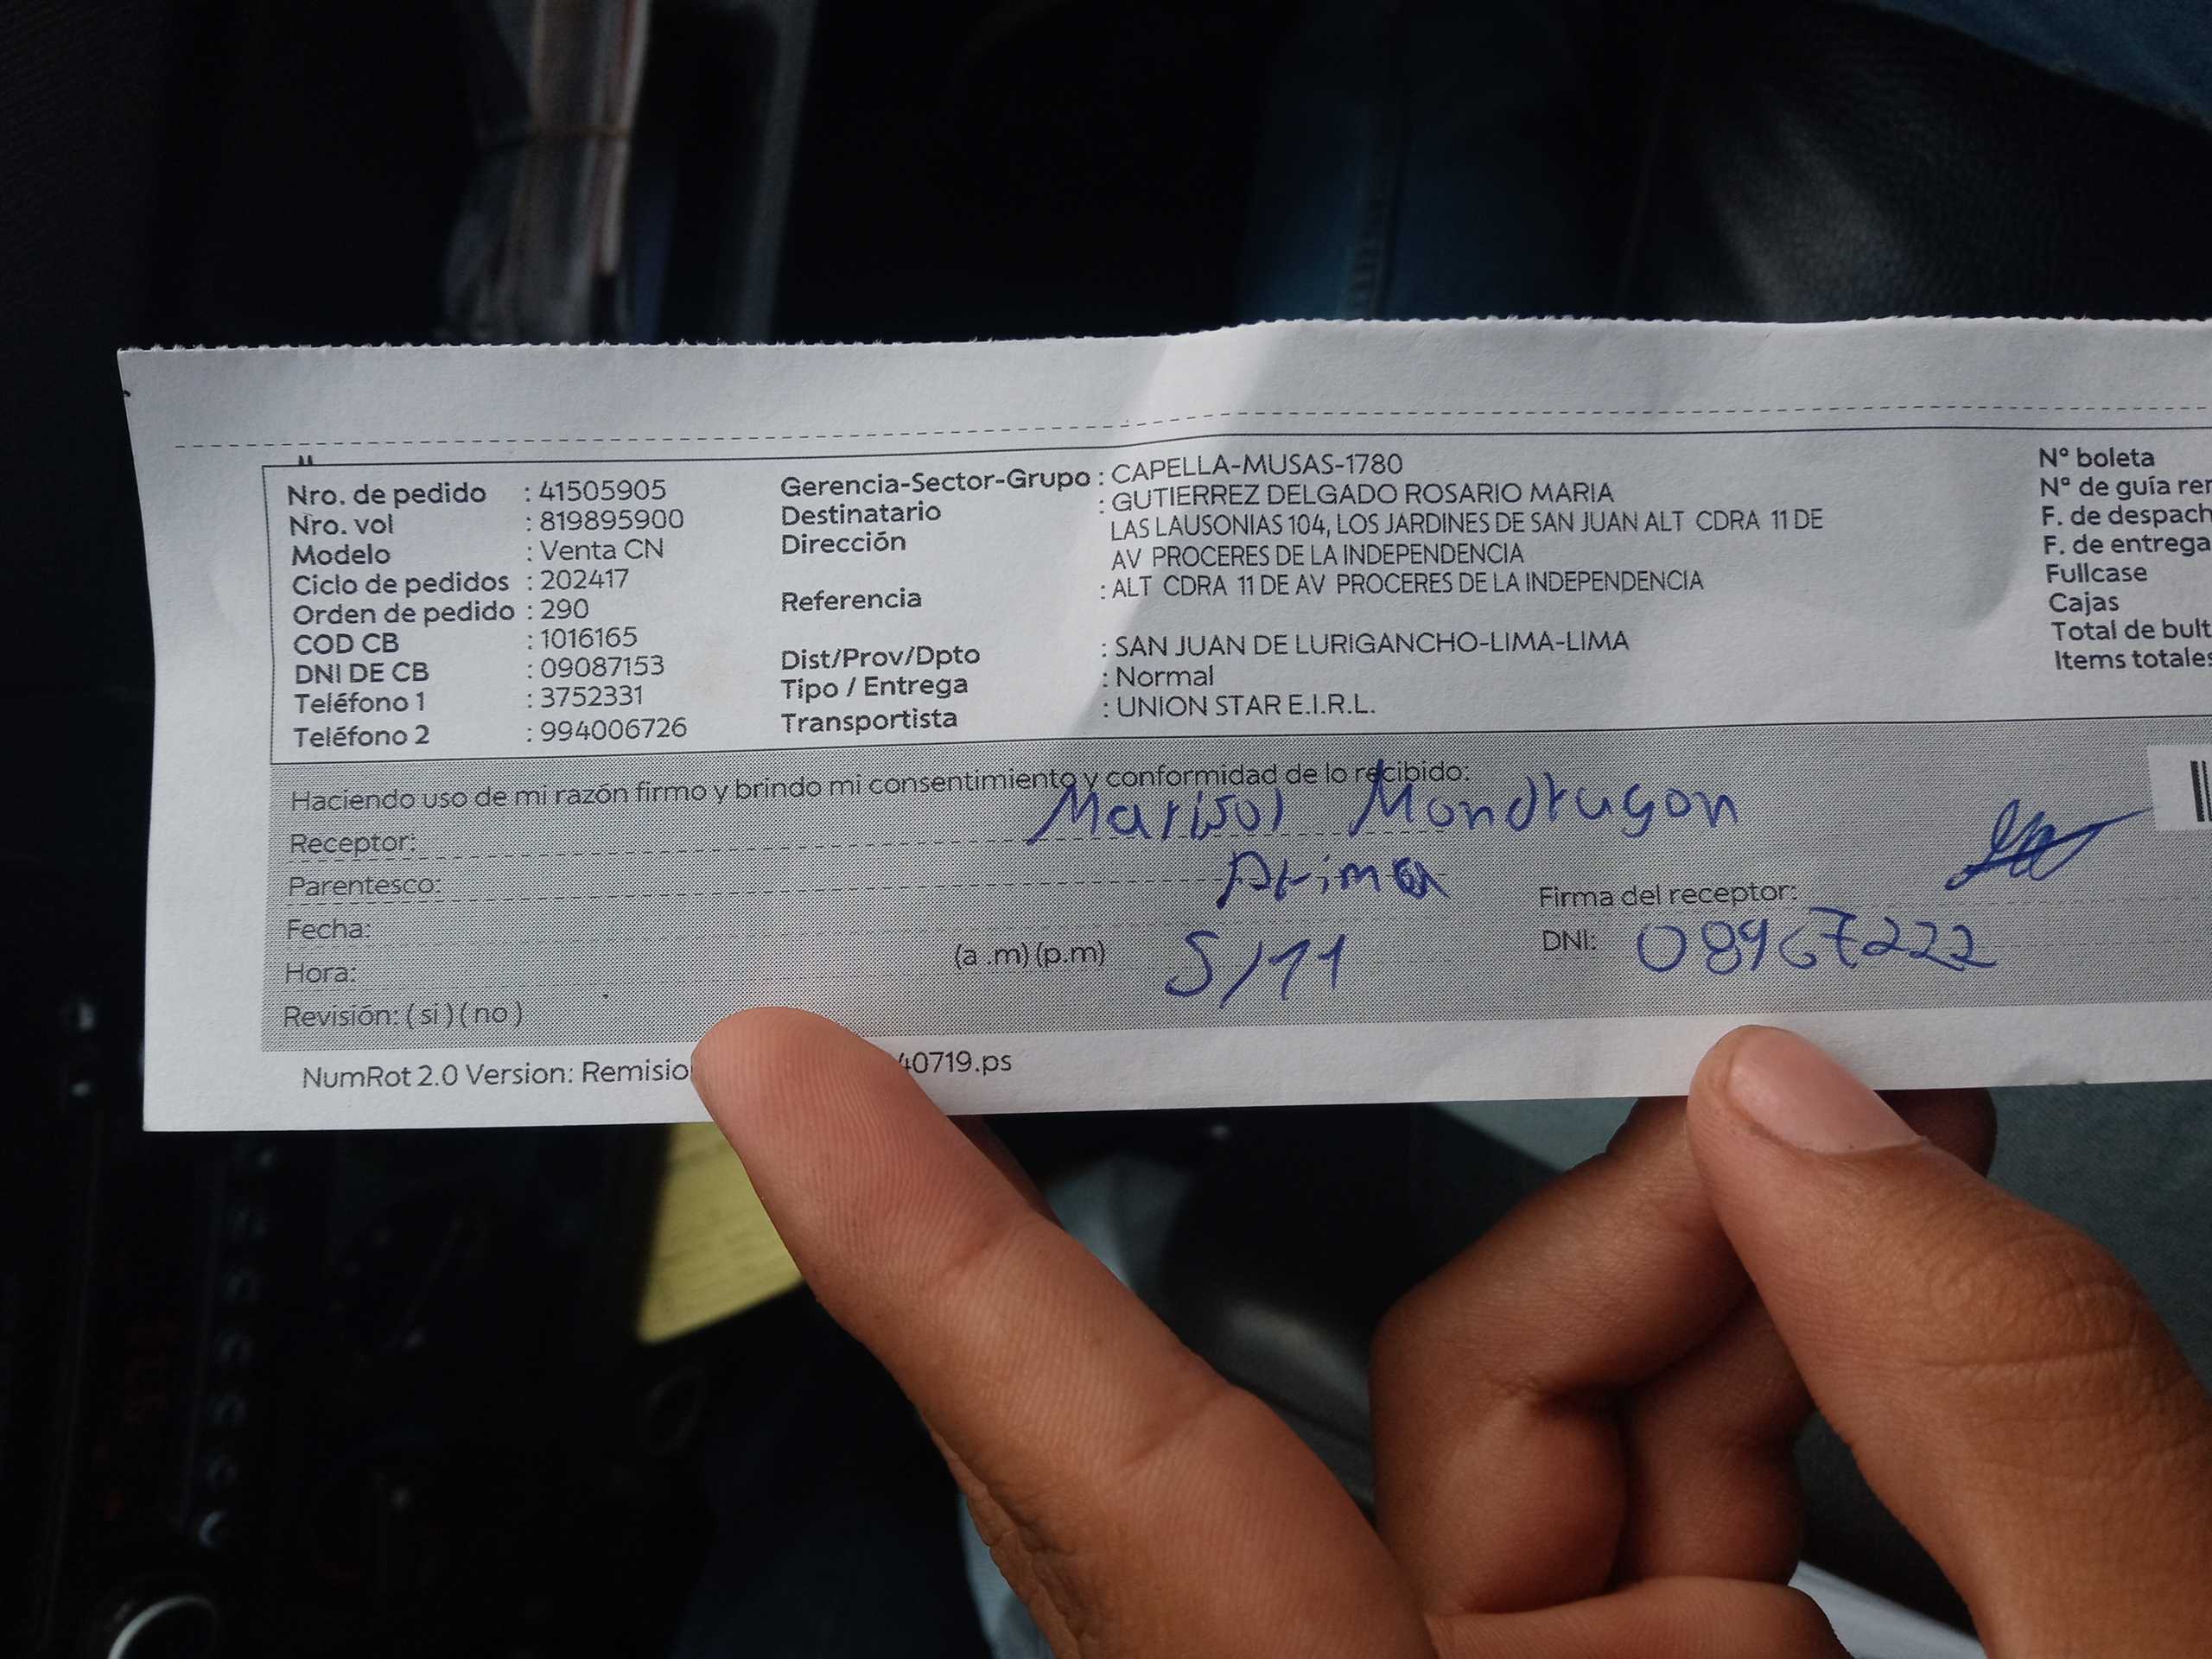 Nro. de pedido : 41505905
Nro. vol : 819895900
Modelo : Venta CN
Ciclo de pedidos : 202417
Orden de pedido : 290
COD CB : 1016165
DNI DE CB : 09087153
Teléfono 1 : 3752331
Teléfono 2 : 994006726
Gerencia-Sector-Grupo : CAPELLA-MUSAS-1780
Destinatario : GUTIERREZ DELGADO ROSARIO MARIA
Dirección LAS LAUSONIAS 104, LOS JARDINES DE SAN JUAN ALT CDRA 11 DE
AV PROCERES DE LA INDEPENDENCIA
Referencia : ALT CDRA 11 DE AV PROCERES DE LA INDEPENDENCIA
Dist/Prov/Dpto : SAN JUAN DE LURIGANCHO-LIMA-LIMA
Tipo / Entrega : Normal
Transportista : UNION STAR E.I.R.L.
N° boleta
N° de guía rer
F. de despach
F. de entrega
Fullcase
Cajas
Total de bult
Items totales
Haciendo uso de mi razón firmo y brindo mi consentimiento y conformidad de lo recibido:
Receptor: Marisol Mondragon
Parentesco: Prima
Fecha:
Hora: (a .m) (p.m) 5/11
Revisión: ( si ) ( no )
Firma del receptor:
DNI: 08967222
NumRot 2.0 Version: Remisio 40719.ps